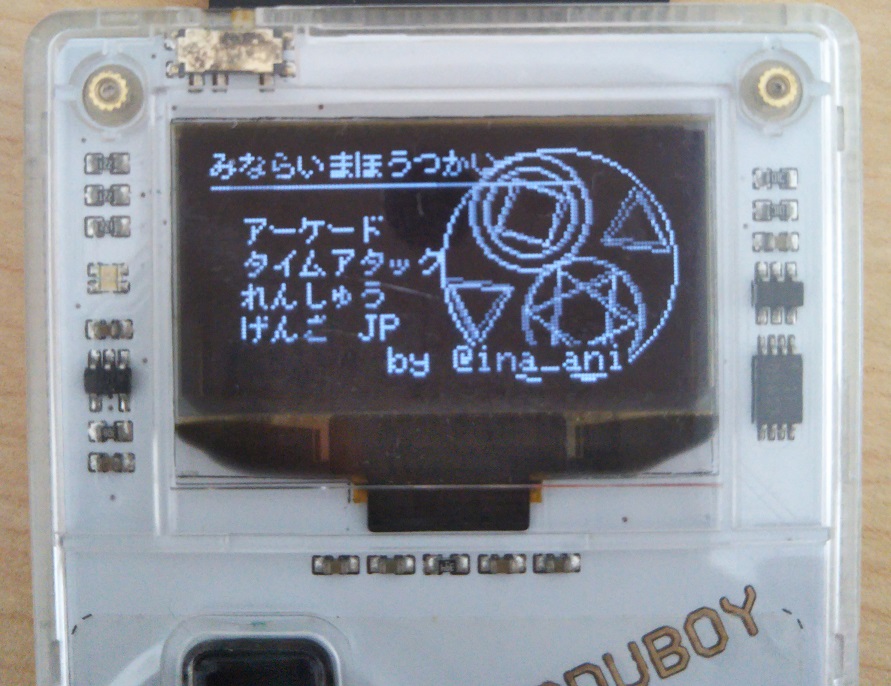 みならいまほうつかい
アーケード
タイムアタック
れんしゅう
げんご JP
by @ina_ani
DUBOY